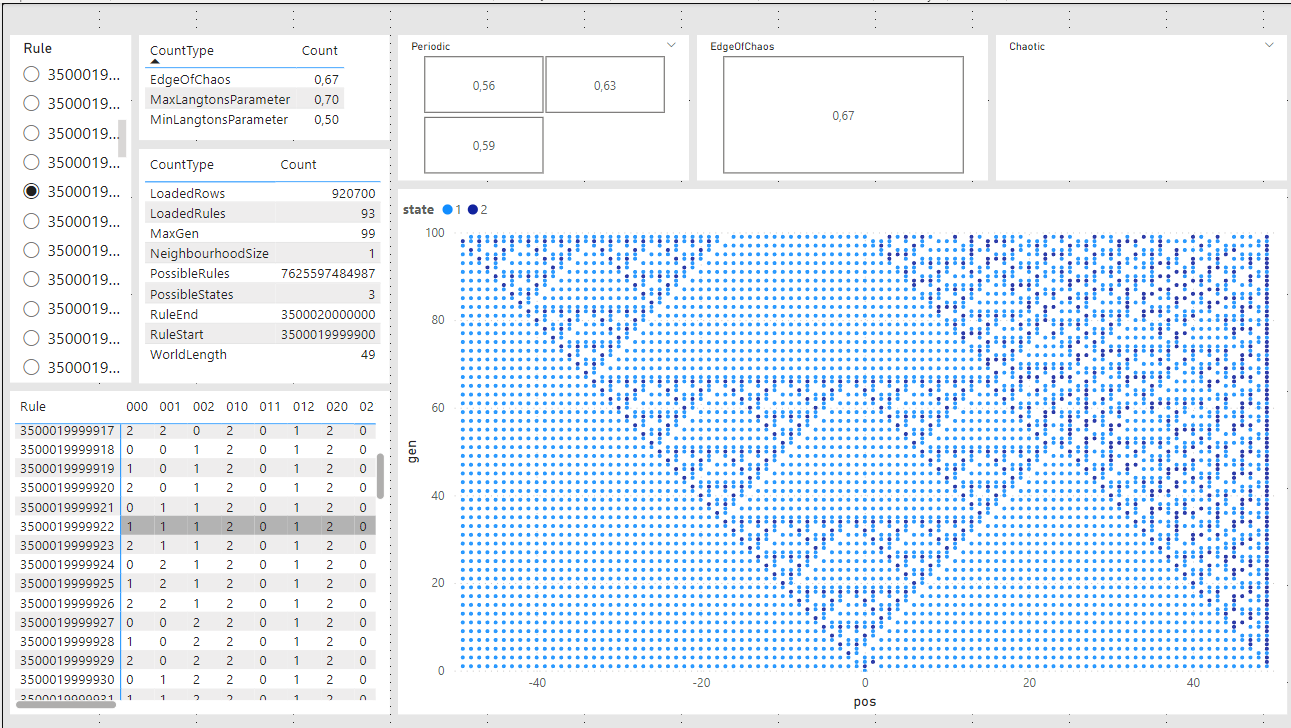 Rule
3500019...
3500019...
3500019...
3500019...
3500019...
3500019...
3500019...
3500019...
3500019...
3500019...
3500019...
CountType Count
EdgeOfChaos 0,67
MaxLangtonsParameter 0,70
MinLangtonsParameter 0,50
CountType Count
LoadedRows 920700
LoadedRules 93
MaxGen 99
NeighbourhoodSize 1
PossibleRules 7625597484987
PossibleStates 3
RuleEnd 3500020000000
RuleStart 3500019999900
WorldLength 49
Periodic
0,56 0,63
0,59
EdgeOfChaos
0,67
Chaotic
Rule 000 001 002 010 011 012 020 02
3500019999917 2 2 0 2 0 1 2 0
3500019999918 0 0 1 2 0 1 2 0
3500019999919 1 0 1 2 0 1 2 0
3500019999920 2 0 1 2 0 1 2 0
3500019999921 0 1 1 2 0 1 2 0
3500019999922 1 1 1 2 0 1 2 0
3500019999923 2 1 1 2 0 1 2 0
3500019999924 0 2 1 2 0 1 2 0
3500019999925 1 2 1 2 0 1 2 0
3500019999926 2 2 1 2 0 1 2 0
3500019999927 0 0 2 2 0 1 2 0
3500019999928 1 0 2 2 0 1 2 0
3500019999929 2 0 2 2 0 1 2 0
3500019999930 0 1 2 2 0 1 2 0
3500019999931 1 1 2 2 0 1 2 0
state 1 2
100
80
60
40
20
0
gen
-40 -20 0 20 40
pos